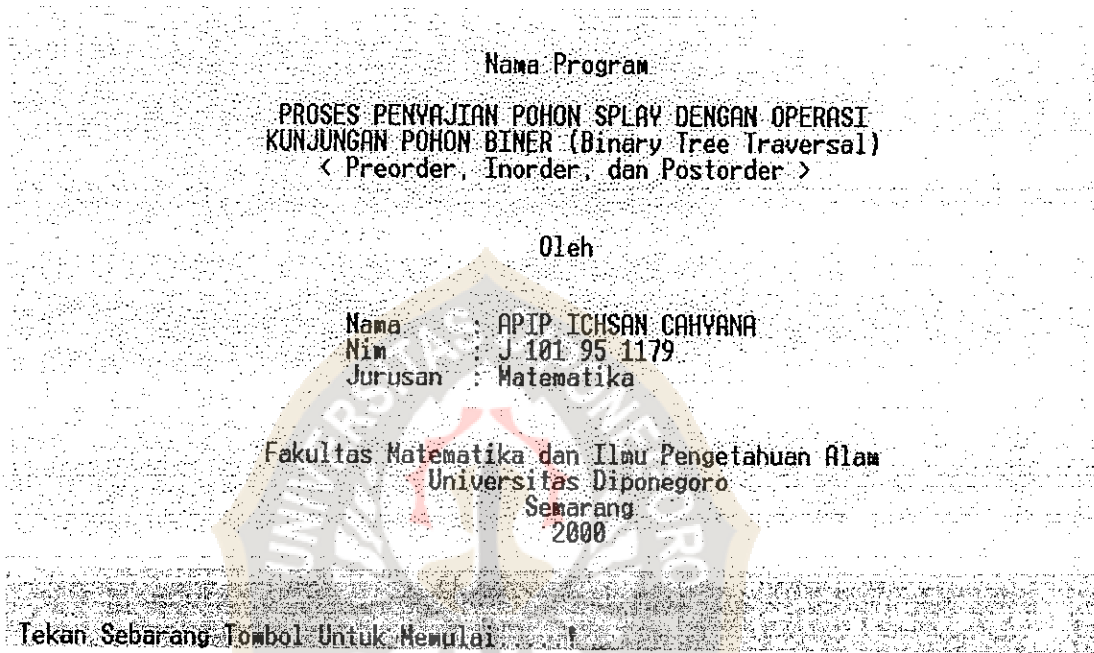 Nama Program
PROSES PENYAJIAN POHON SPLAY DENGAN OPERASI
KUNJUNGAN POHON BINER (Binary Tree Traversal)
< Preorder, Inorder, dan Postorder >
Oleh
Nama : APIP ICHSAN CAHYANA
Nim : J 101 95 1179
Jurusan : Matematika
Fakultas Matematika dan Ilmu Pengetahuan Alam
Universitas Diponegoro
Semarang
2000
Tekan Sebarang Tombol Untuk Memulai !
UNIVERSITAS DIPONEGORO